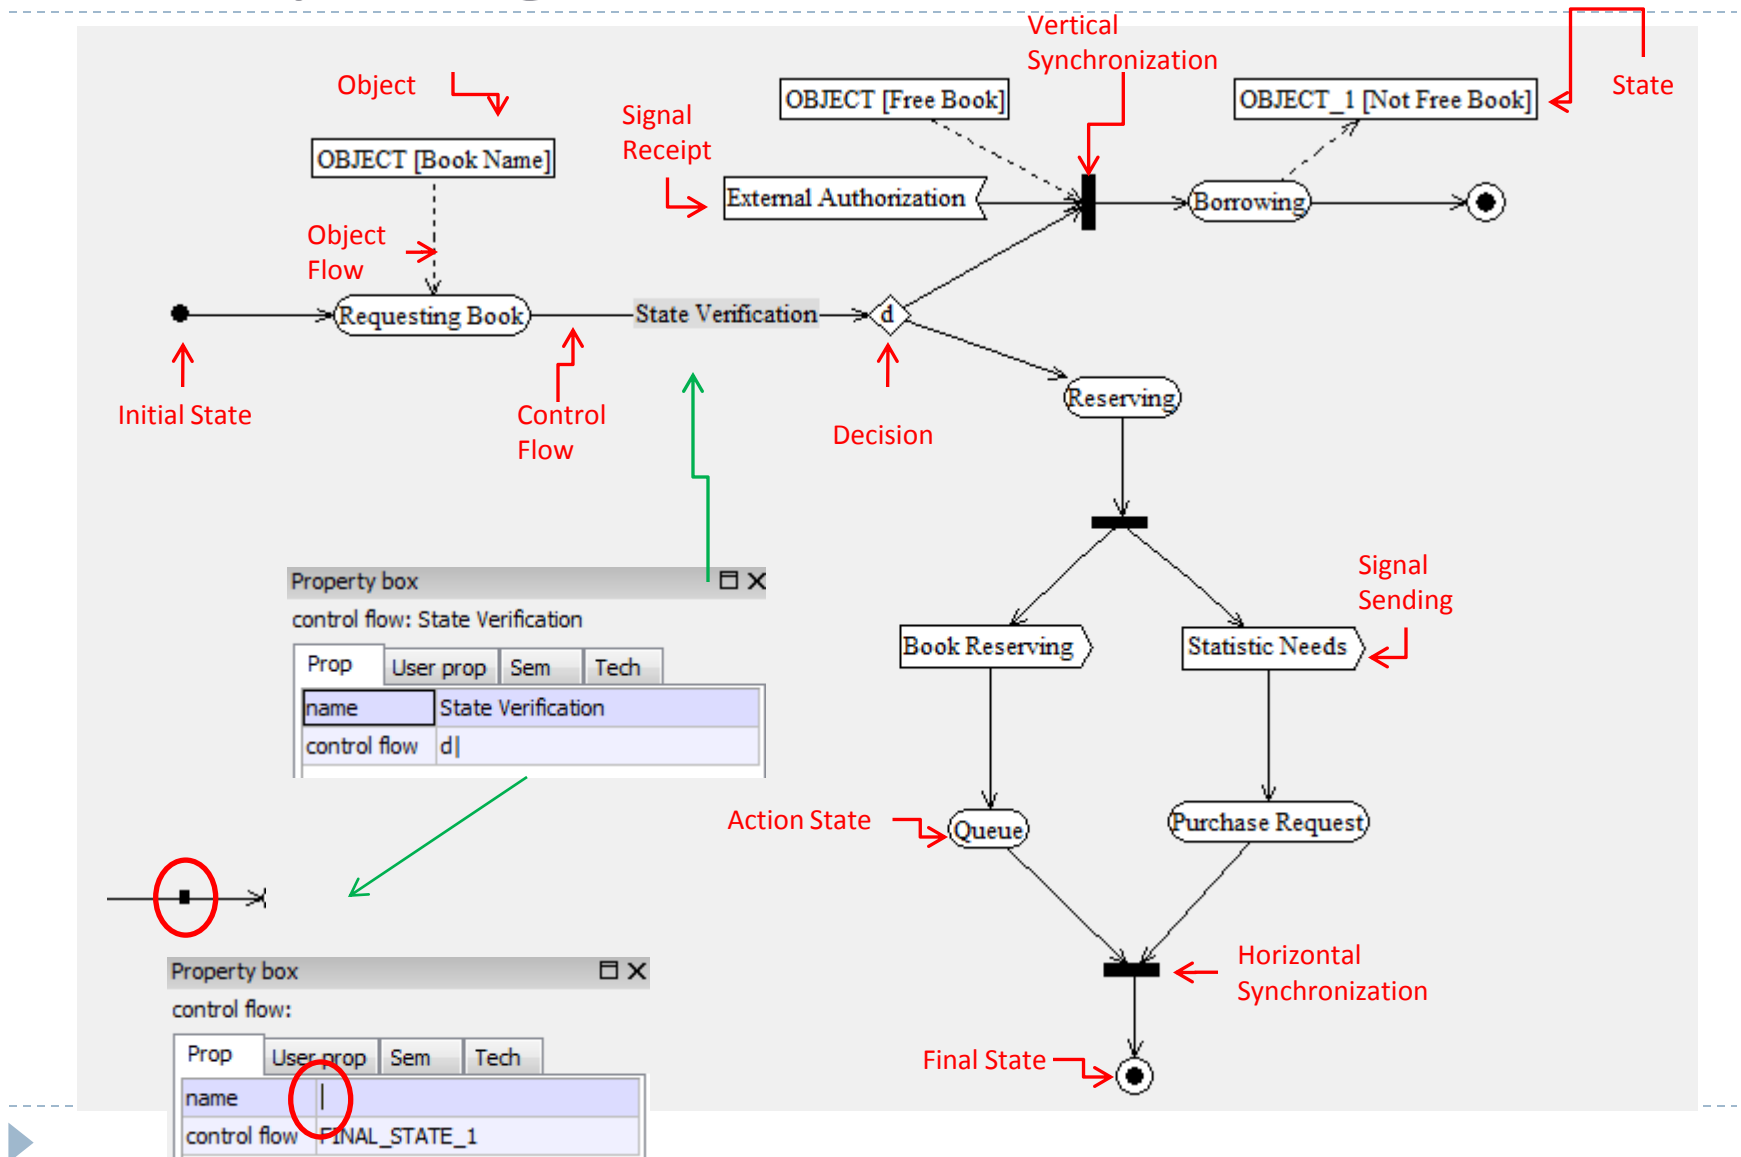 Vertical
Synchronization
Object
OBJECT [Free Book]
OBJECT_1 [Not Free Book]
State
Signal
Receipt
OBJECT [Book Name]
External Authorization
Borrowing
Object
Flow
Requesting Book
State Verification
d
Reserving
Initial State
Control
Flow
Decision
Signal
Sending
Property box
control flow: State Verification
Prop User prop Sem Tech
name State Verification
control flow d
Book Reserving
Statistic Needs
Action State
Queue
Purchase Request
Horizontal
Synchronization
Property box
control flow:
Prop User prop Sem Tech
name
control flow FINAL_STATE_1
Final State